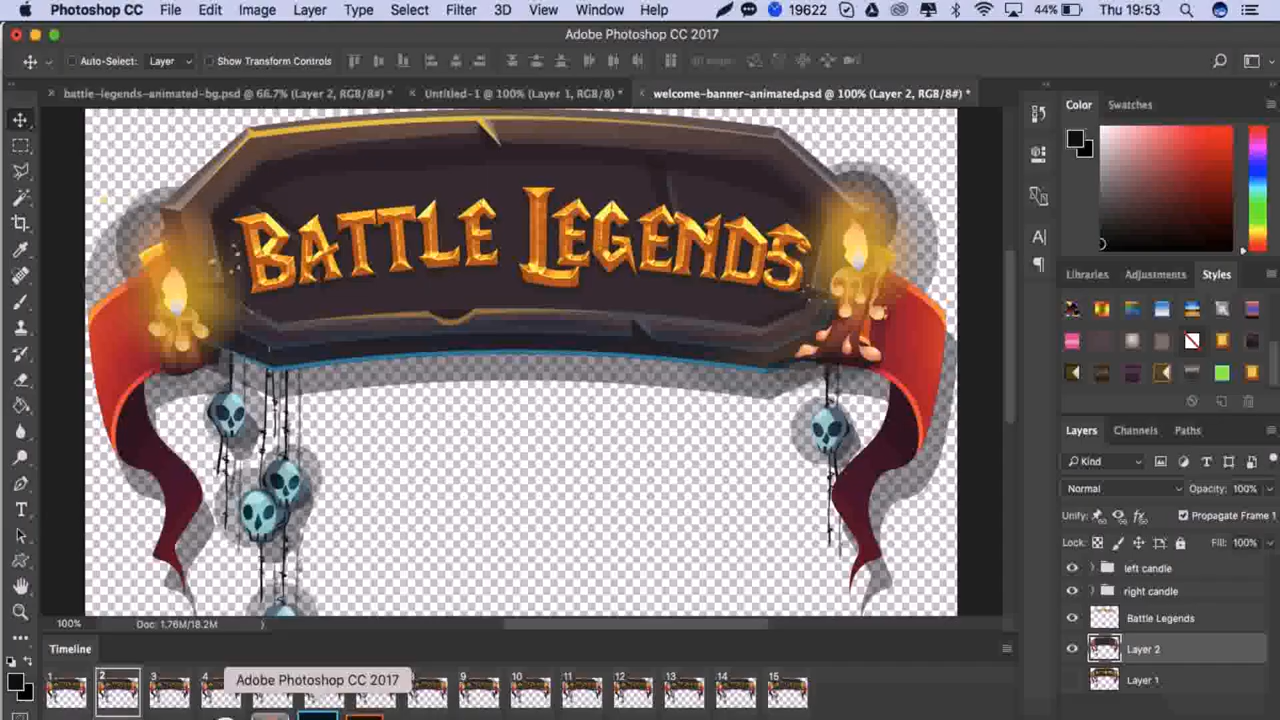 Photoshop CC File Edit Image Layer Type Select Filter 3D View Window Help 19622 44% Thu 19:53
Adobe Photoshop CC 2017
Auto-Select: Layer Show Transform Controls
battle-legends-animated-bg.psd @ 66.7% (Layer 2, RGB/8#) * Untitled-1 @ 100% (Layer 1, RGB/8) * welcome-banner-animated.psd @ 100% (Layer 2, RGB/8#) *
Color Swatches
BATTLE LEGENDS
Libraries Adjustments Styles
Layers Channels Paths
Kind
Normal Opacity: 100%
Unify: Propagate Frame 1
Lock: Fill: 100%
left candle
right candle
Battle Legends
Layer 2
Layer 1
100% Doc: 1.76M/18.2M
Timeline
1 2 3 4 9 10 11 12 13 14 15
Adobe Photoshop CC 2017